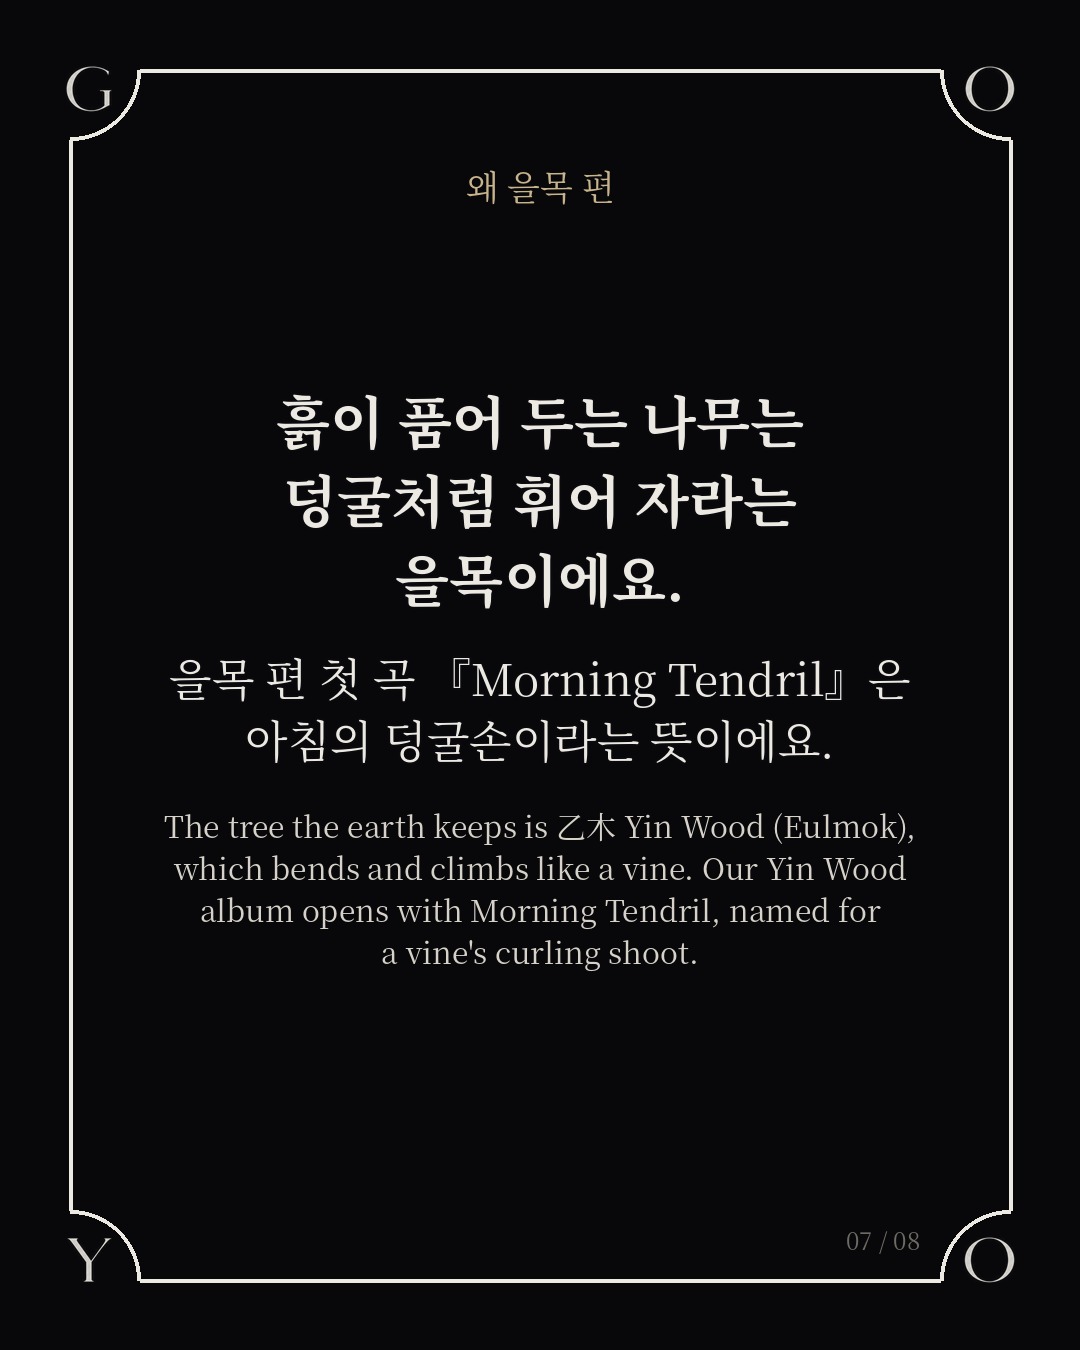 G O
왜 을목 편
흙이 품어 두는 나무는
덩굴처럼 휘어 자라는
을목이에요.
을목 편 첫 곡 『Morning Tendril』은
아침의 덩굴손이라는 뜻이에요.
The tree the earth keeps is 乙木 Yin Wood (Eulmok),
which bends and climbs like a vine. Our Yin Wood
album opens with Morning Tendril, named for
a vine's curling shoot.
07 / 08
Y O